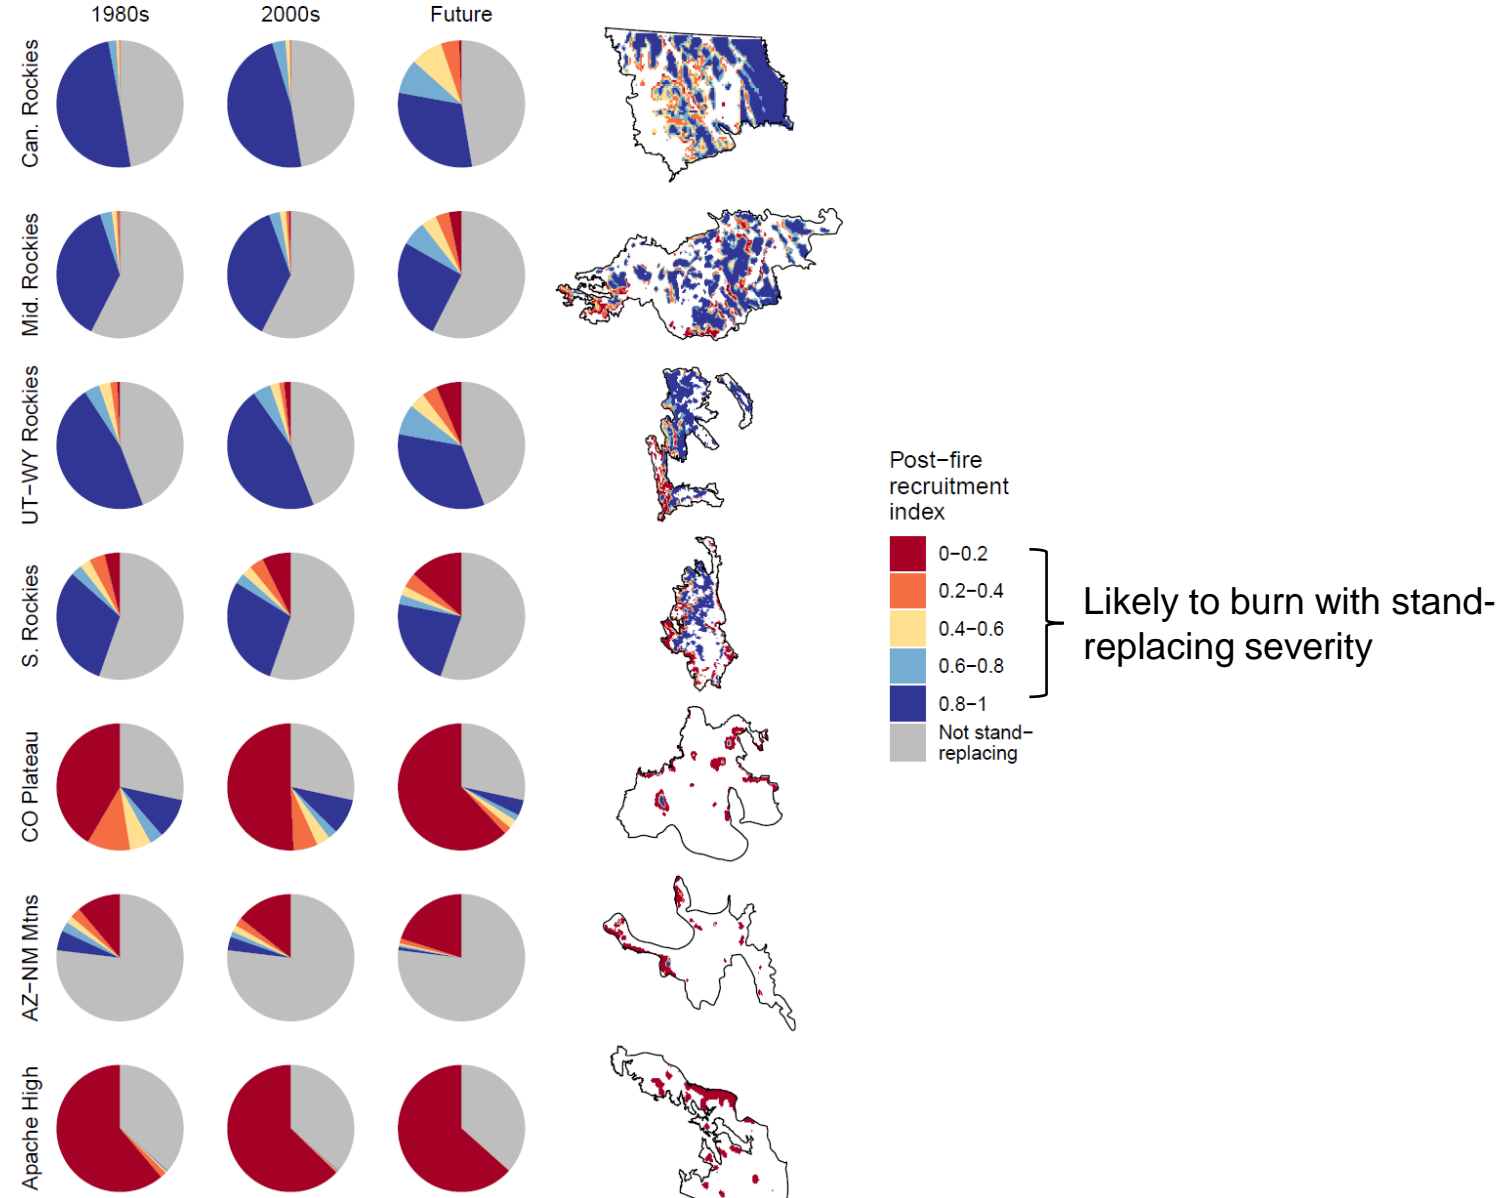 1980s
2000s
Future
Can. Rockies
Mid. Rockies
UT−WY Rockies
S. Rockies
CO Plateau
AZ−NM Mtns
Apache High
Post−fire
recruitment
index
0−0.2
0.2−0.4
0.4−0.6
0.6−0.8
0.8−1
Not stand−
replacing
Likely to burn with stand-
replacing severity